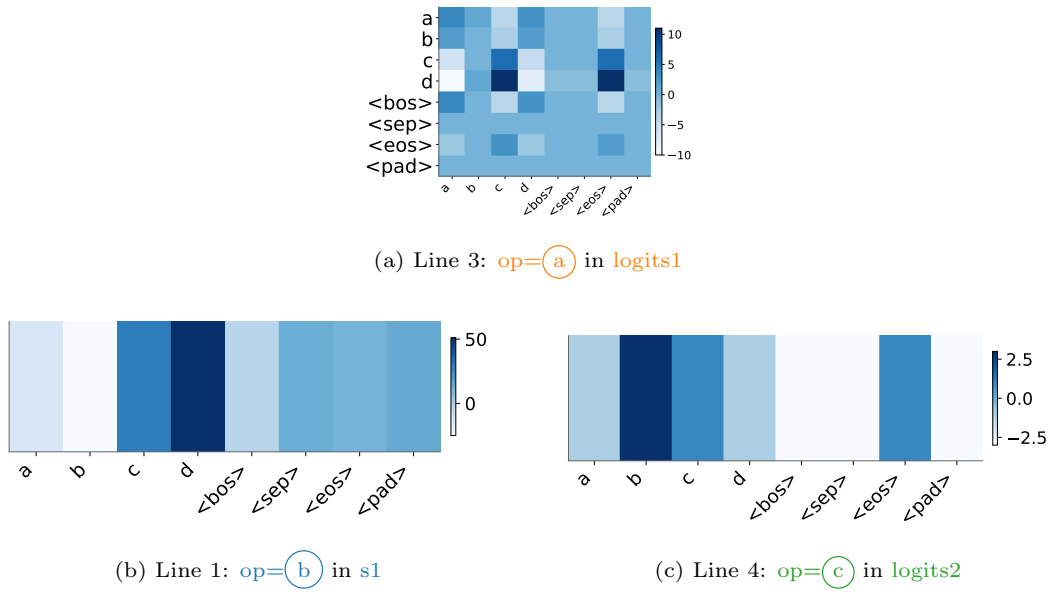 a
b
c
d
<bos>
<sep>
<eos>
<pad>
10
5
0
−5
−10
a b c d <bos> <sep> <eos> <pad>
(a) Line 3: op=a in logits1
50
0
a b c d <bos> <sep> <eos> <pad>
(b) Line 1: op=b in s1
2.5
0.0
−2.5
a b c d <bos> <sep> <eos> <pad>
(c) Line 4: op=c in logits2